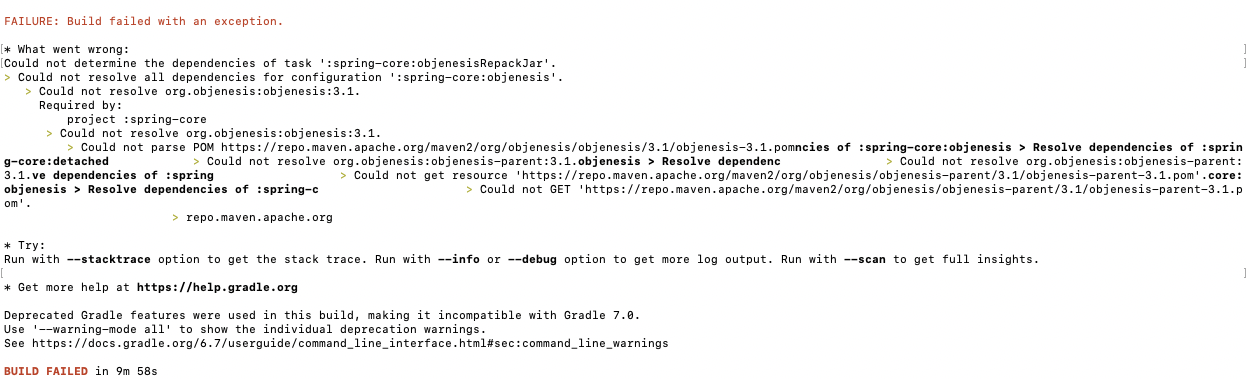 FAILURE: Build failed with an exception.
[* What went wrong: ]
[Could not determine the dependencies of task ':spring-core:objenesisRepackJar'. ]
> Could not resolve all dependencies for configuration ':spring-core:objenesis'.
> Could not resolve org.objenesis:objenesis:3.1.
Required by:
project :spring-core
> Could not resolve org.objenesis:objenesis:3.1.
> Could not parse POM https://repo.maven.apache.org/maven2/org/objenesis/objenesis/3.1/objenesis-3.1.pomncies of :spring-core:objenesis > Resolve dependencies of :sprin
g-core:detached > Could not resolve org.objenesis:objenesis-parent:3.1.objenesis > Resolve dependenc > Could not resolve org.objenesis:objenesis-parent:
3.1.ve dependencies of :spring > Could not get resource 'https://repo.maven.apache.org/maven2/org/objenesis/objenesis-parent/3.1/objenesis-parent-3.1.pom'.core:
objenesis > Resolve dependencies of :spring-c > Could not GET 'https://repo.maven.apache.org/maven2/org/objenesis/objenesis-parent/3.1/objenesis-parent-3.1.p
om'.
> repo.maven.apache.org
* Try:
Run with --stacktrace option to get the stack trace. Run with --info or --debug option to get more log output. Run with --scan to get full insights.
[ ]
* Get more help at https://help.gradle.org
Deprecated Gradle features were used in this build, making it incompatible with Gradle 7.0.
Use '--warning-mode all' to show the individual deprecation warnings.
See https://docs.gradle.org/6.7/userguide/command_line_interface.html#sec:command_line_warnings
BUILD FAILED in 9m 58s